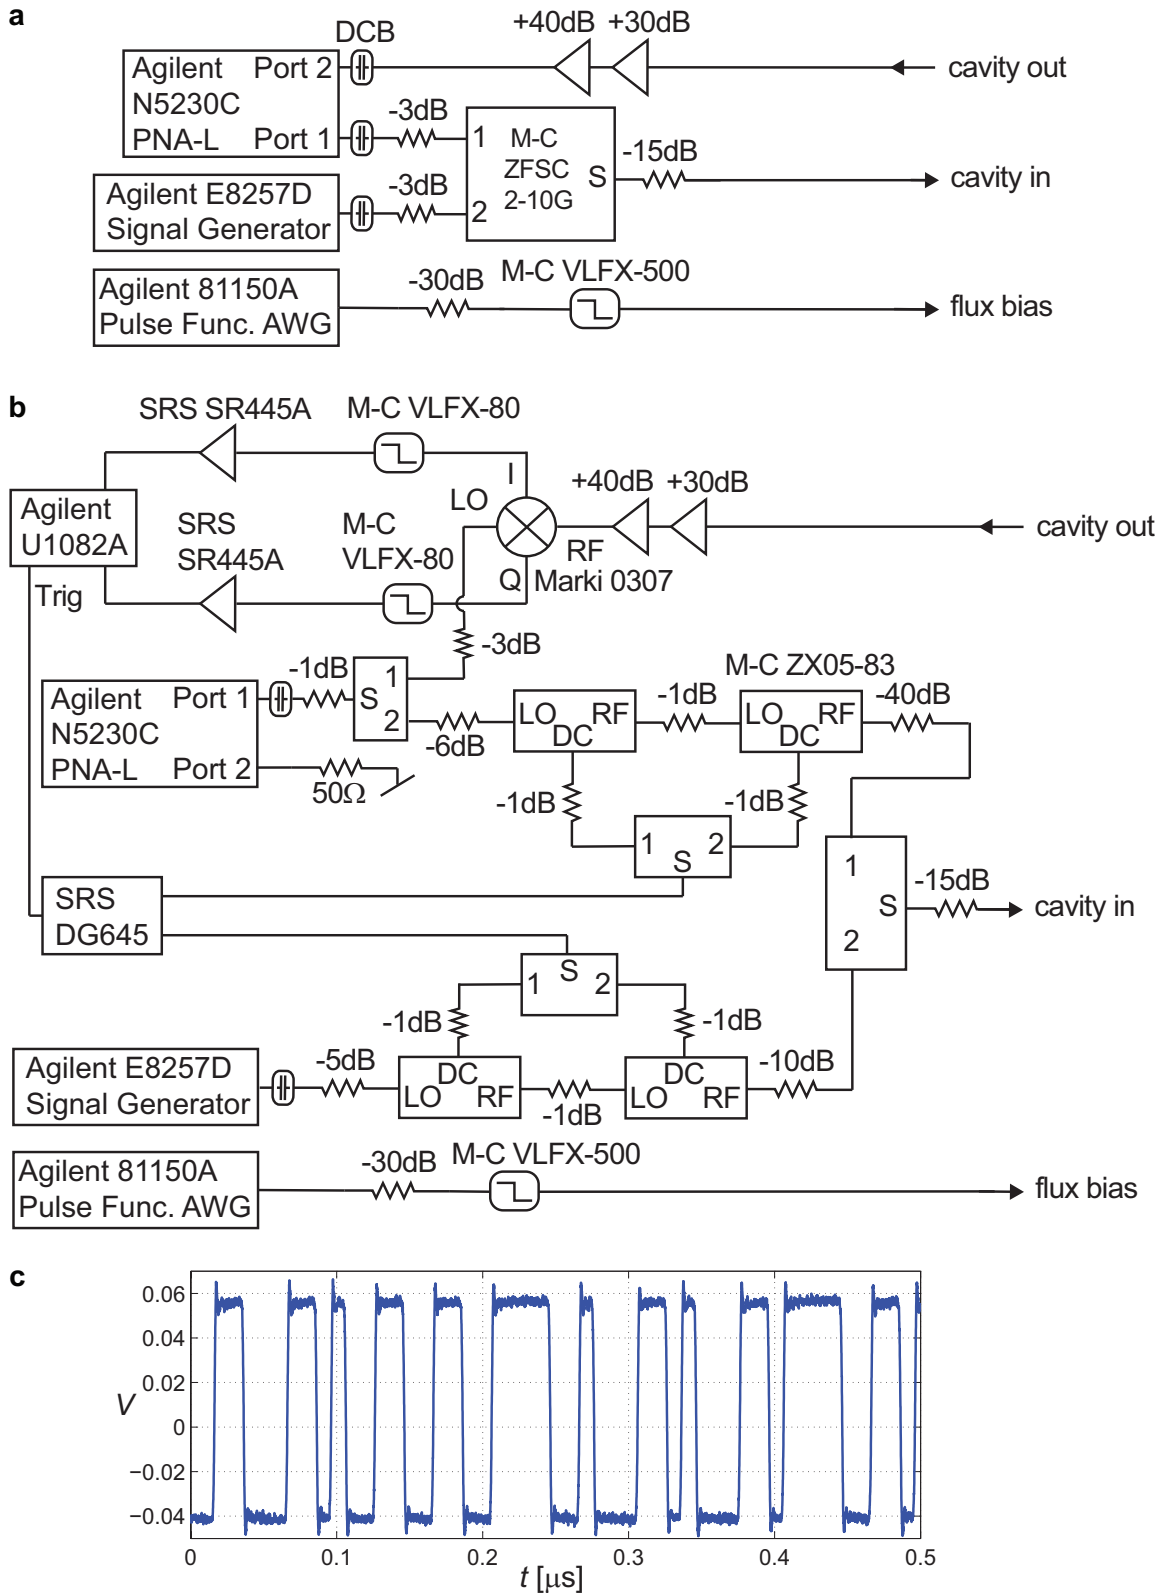 a
DCB
+40dB +30dB
Agilent Port 2
N5230C
PNA-L Port 1
cavity out
-3dB
1
M-C
ZFSC
2-10G
S
2
-15dB
cavity in
Agilent E8257D
Signal Generator
-3dB
Agilent 81150A
Pulse Func. AWG
-30dB
M-C VLFX-500
flux bias
b
SRS SR445A
M-C VLFX-80
I
LO
+40dB +30dB
Agilent
U1082A
SRS
SR445A
M-C
VLFX-80
RF
cavity out
Q
Marki 0307
Trig
-3dB
-1dB
S
1
2
Agilent Port 1
N5230C
PNA-L Port 2
-6dB
50Ω
LO RF
DC
-1dB
M-C ZX05-83
LO RF
DC
-40dB
-1dB
-1dB
1 S 2
1
S
2
-15dB
cavity in
SRS
DG645
1 S 2
-1dB
-1dB
Agilent E8257D
Signal Generator
-5dB
DC
LO RF
-1dB
DC
LO RF
-10dB
Agilent 81150A
Pulse Func. AWG
-30dB
M-C VLFX-500
flux bias
c
0.06
0.04
0.02
V
0
−0.02
−0.04
0 0.1 0.2 0.3 0.4 0.5
t [μs]